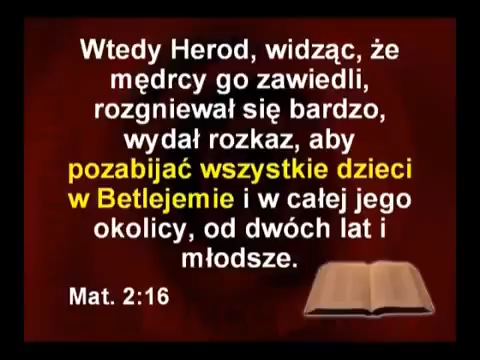 Wtedy Herod, widząc, że
mędrcy go zawiedli,
rozgniewał się bardzo,
wydał rozkaz, aby
pozabijać wszystkie dzieci
w Betlejemie i w całej jego
okolicy, od dwóch lat i
młodsze.
Mat. 2:16